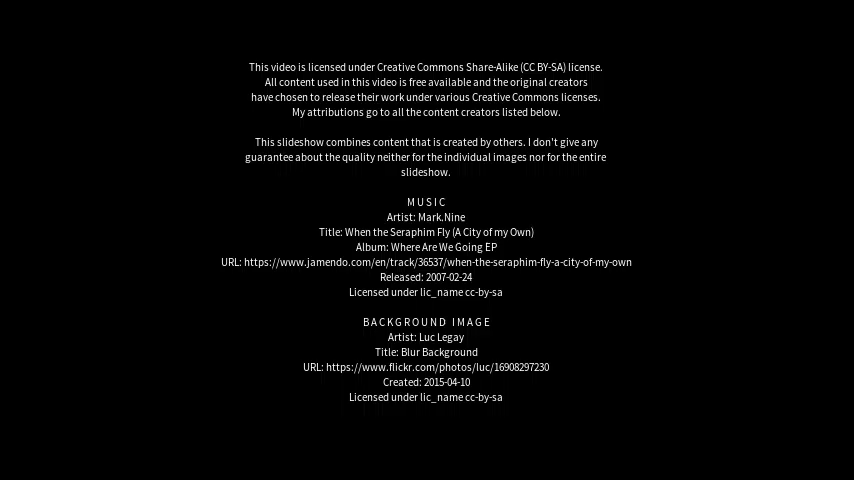 This video is licensed under Creative Commons Share-Alike (CC BY-SA) license.
All content used in this video is free available and the original creators
have chosen to release their work under various Creative Commons licenses.
My attributions go to all the content creators listed below.
This slideshow combines content that is created by others. I don't give any
guarantee about the quality neither for the individual images nor for the entire
slideshow.
MUSIC
Artist: Mark.Nine
Title: When the Seraphim Fly (A City of my Own)
Album: Where Are We Going EP
URL: https://www.jamendo.com/en/track/36537/when-the-seraphim-fly-a-city-of-my-own
Released: 2007-02-24
Licensed under lic_name cc-by-sa
BACKGROUND IMAGE
Artist: Luc Legay
Title: Blur Background
URL: https://www.flickr.com/photos/luc/16908297230
Created: 2015-04-10
Licensed under lic_name cc-by-sa